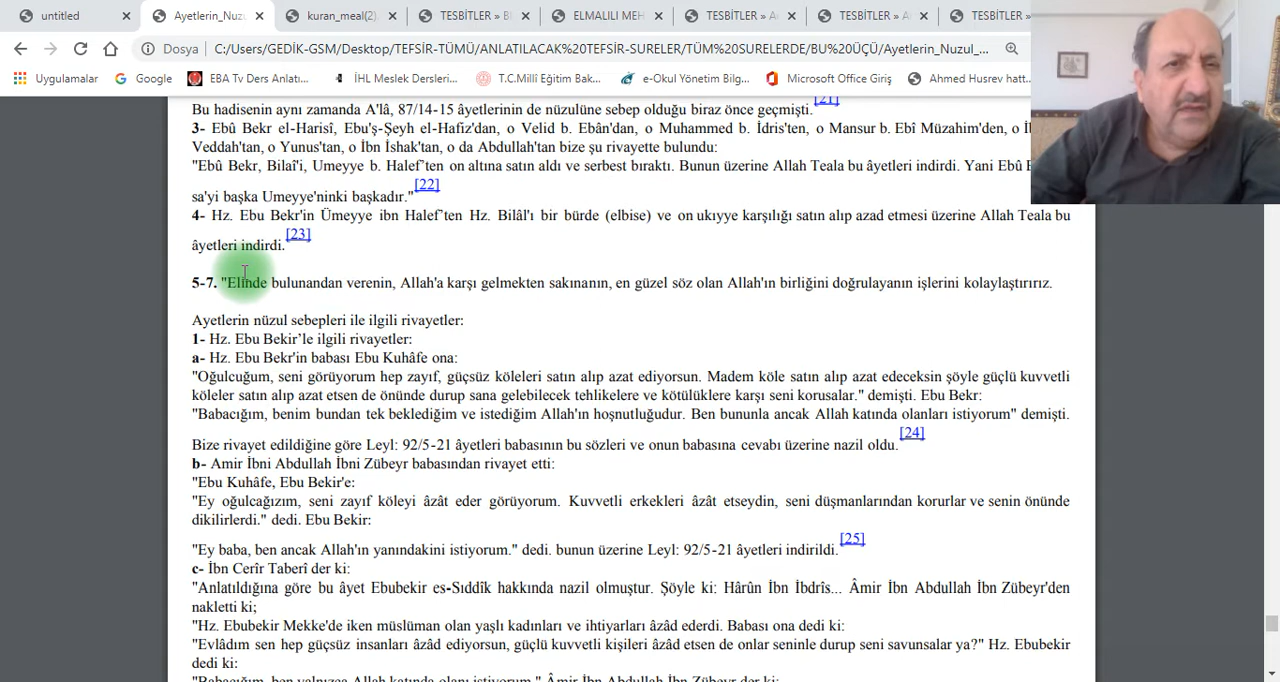 untitled
Ayetlerin_Nuzu
kuran_meal(2).
TESBİTLER » B
ELMALILI MEH
TESBİTLER » A
TESBİTLER » A
TESBİTLER »
Dosya
C:/Users/GEDİK-GSM/Desktop/TEFSİR-TÜMÜ/ANLATILACAK%20TEFSİR-SURELER/TÜM%20SURELERDE/BU%20ÜÇÜ/Ayetlerin_Nuzul_...
Uygulamalar
Google
EBA Tv Ders Anlatı...
İHL Meslek Dersleri...
T.C.Millî Eğitim Bak...
e-Okul Yönetim Bilg...
Microsoft Office Giriş
Ahmed Husrev hatt...
Bu hadisenin aynı zamanda A'lâ, 87/14-15 âyetlerinin de nüzulüne sebep olduğu biraz önce geçmişti.[21]
3- Ebû Bekr el-Harisî, Ebu'ş-Şeyh el-Hafiz'dan, o Velid b. Ebân'dan, o Muhammed b. İdris'ten, o Mansur b. Ebî Müzahim'den, o
Veddah'tan, o Yunus'tan, o İbn İshak'tan, o da Abdullah'tan bize şu rivayette bulundu:
"Ebu Bekr, Bilal'i, Umeyye b. Halef'ten on altına satın aldı ve serbest bıraktı. Bunun üzerine Allah Teala bu âyetleri indirdi. Yani Ebû
sa'yi başka Umeyye'ninki başkadır."[22]
4- Hz. Ebu Bekr'in Ümeyye ibn Halef'ten Hz. Bilâl'ı bir bürde (elbise) ve on ukıyye karşılığı satın alıp azad etmesi üzerine Allah Teala bu
âyetleri indirdi.[23]
5-7. "Elinde bulunandan verenin, Allah'a karşı gelmekten sakınanın, en güzel söz olan Allah'ın birliğini doğrulayanın işlerini kolaylaştırırız.
Ayetlerin nüzul sebepleri ile ilgili rivayetler:
1- Hz. Ebu Bekir'le ilgili rivayetler:
a- Hz. Ebu Bekr'in babası Ebu Kuhâfe ona:
"Oğulcuğum, seni görüyorum hep zayıf, güçsüz köleleri satın alıp azat ediyorsun. Madem köle satın alıp azat edeceksin şöyle güçlü kuvvetli
köleler satın alıp azat etsen de önünde durup sana gelebilecek tehlikelere ve kötülüklere karşı seni korusalar." demişti. Ebu Bekr:
"Babacığım, benim bundan tek beklediğim ve istediğim Allah'ın hoşnutluğudur. Ben bununla ancak Allah katında olanları istiyorum" demişti.
Bize rivayet edildiğine göre Leyl: 92/5-21 âyetleri babasının bu sözleri ve onun babasına cevabı üzerine nazil oldu.[24]
b- Amir İbni Abdullah İbni Zübeyr babasından rivayet etti:
"Ebu Kuhâfe, Ebu Bekir'e:
"Ey oğulcağızım, seni zayıf köleyi âzât eder görüyorum. Kuvvetli erkekleri âzât etseydin, seni düşmanlarından korurlar ve senin önünde
dikilirlerdi." dedi. Ebu Bekir:
"Ey baba, ben ancak Allah'ın yanındakini istiyorum." dedi. bunun üzerine Leyl: 92/5-21 âyetleri indirildi.[25]
c- İbn Cerîr Taberî der ki:
"Anlatıldığına göre bu âyet Ebubekir es-Sıddîk hakkında nazil olmuştur. Şöyle ki: Hârûn İbn İbdrîs... Âmir İbn Abdullah İbn Zübeyr'den
nakletti ki;
"Hz. Ebubekir Mekke'de iken müslüman olan yaşlı kadınları ve ihtiyarları âzâd ederdi. Babası ona dedi ki:
"Evlâdım sen hep güçsüz insanları âzâd ediyorsun, güçlü kuvvetli kişileri âzâd etsen de onlar seninle durup seni savunsalar ya?" Hz. Ebubekir
dedi ki:
"Babacığım, ben yalnızca Allah katında olanı istiyorum." Âmir İbn Abdullah İbn Zübeyr der ki: